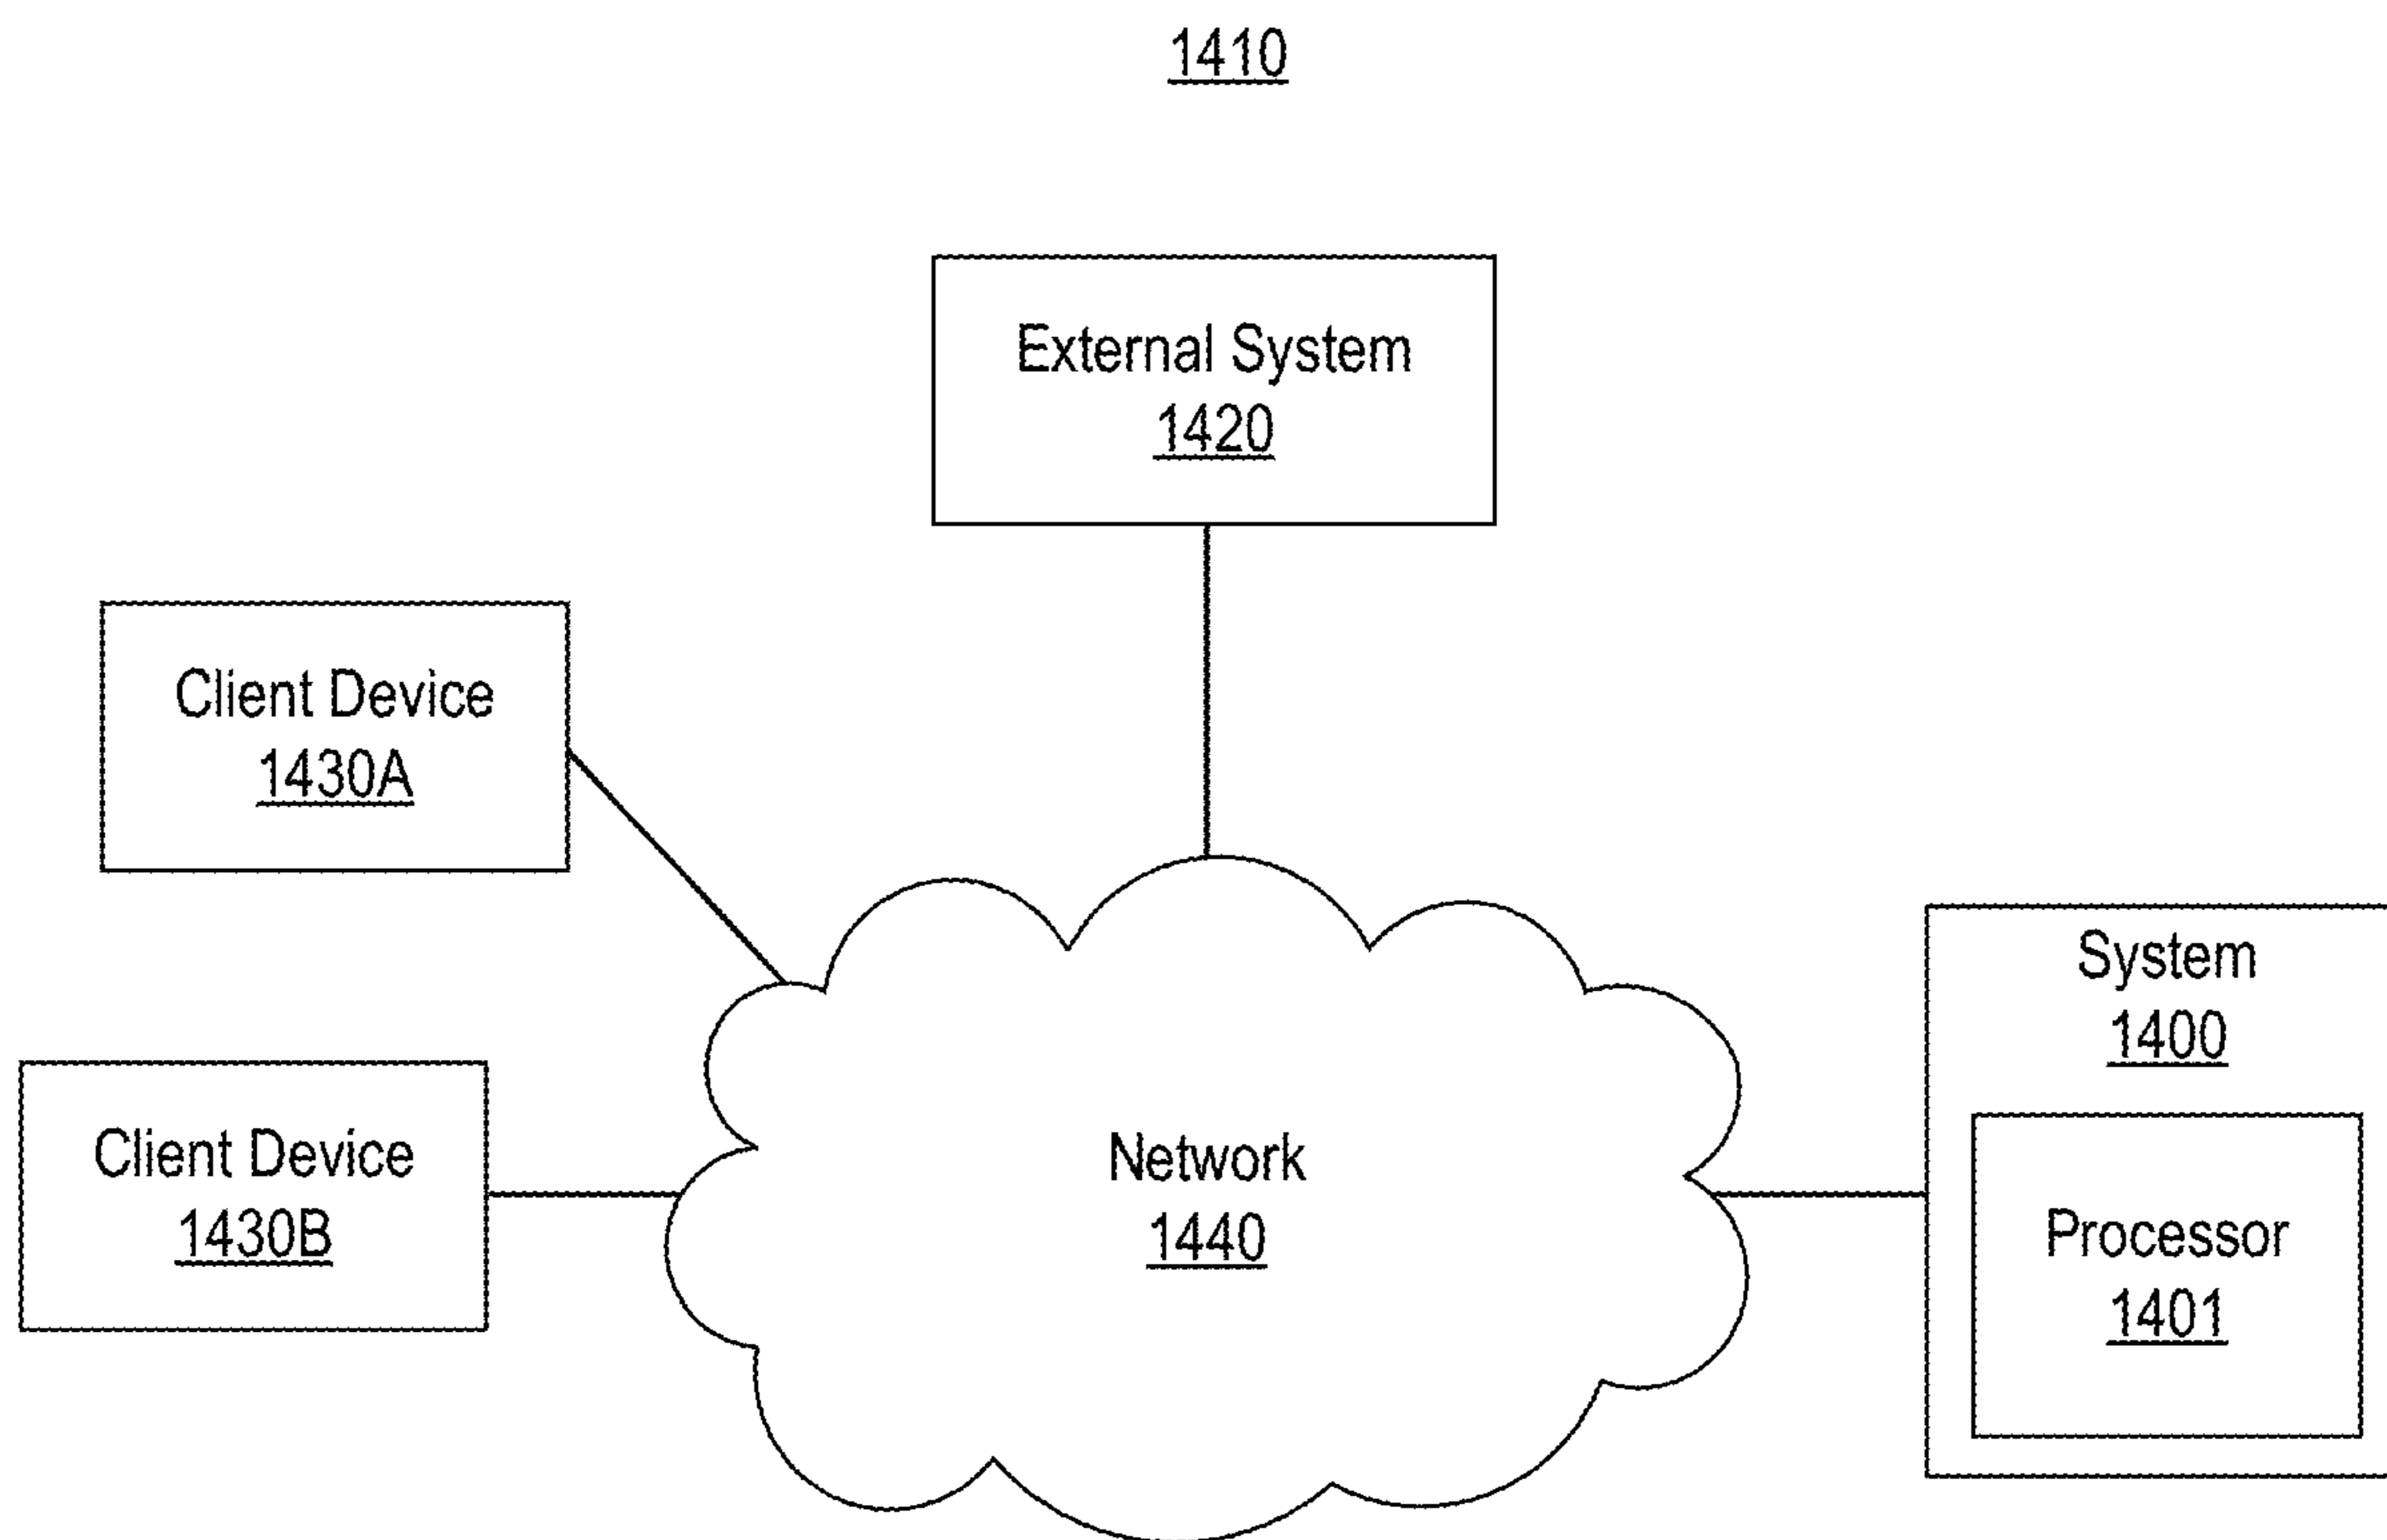 1410
External System
1420
Client Device
1430A
System
1400
Client Device
1430B
Network
1440
Processor
1401